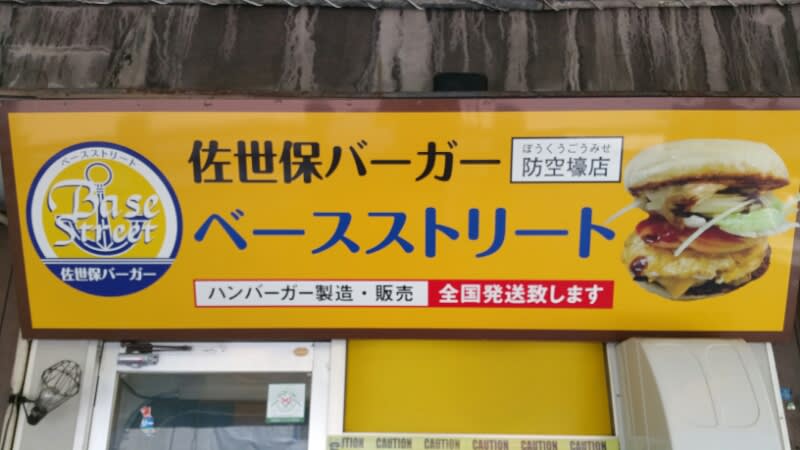 佐世保バーガー
ぼうくうごうみせ
防空壕店
ベースストリート
ハンバーガー製造・販売
全国発送致します
ベースストリート
Base
Street
佐世保バーガー
ITION CAUTION CAUTION CAUTION CAUTION CAUTION